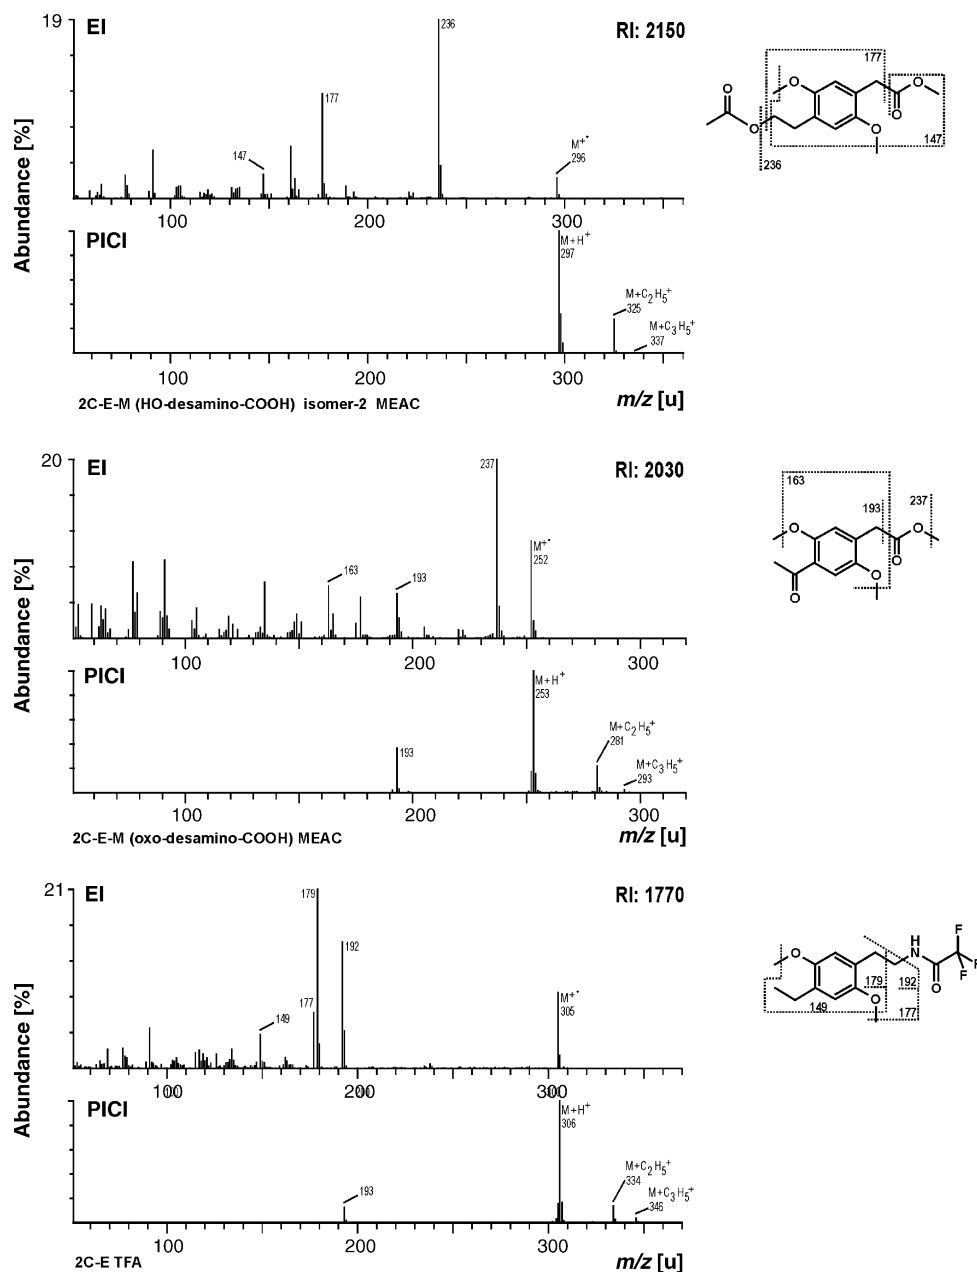 19
EI
RI: 2150
Abundance [%]
236
177
147
M+•
296
100
200
300
O
O
O
O
O
O
177
147
236
PICI
Abundance [%]
M+H+
297
M+C2H5+
325
M+C3H5+
337
100
200
300
m/z [u]
2C-E-M (HO-desamino-COOH) isomer-2 MEAC
20
EI
RI: 2030
Abundance [%]
237
M+•
252
163
193
100
200
300
163
193
237
O
O
O
O
O
PICI
Abundance [%]
M+H+
253
193
M+C2H5+
281
M+C3H5+
293
100
200
300
m/z [u]
2C-E-M (oxo-desamino-COOH) MEAC
21
EI
RI: 1770
Abundance [%]
179
192
177
149
M+•
305
100
200
300
H
N
O
O
O
F
F
F
179
192
149
177
PICI
Abundance [%]
M+H+
306
193
M+C2H5+
334
M+C3H5+
346
100
200
300
m/z [u]
2C-E TFA